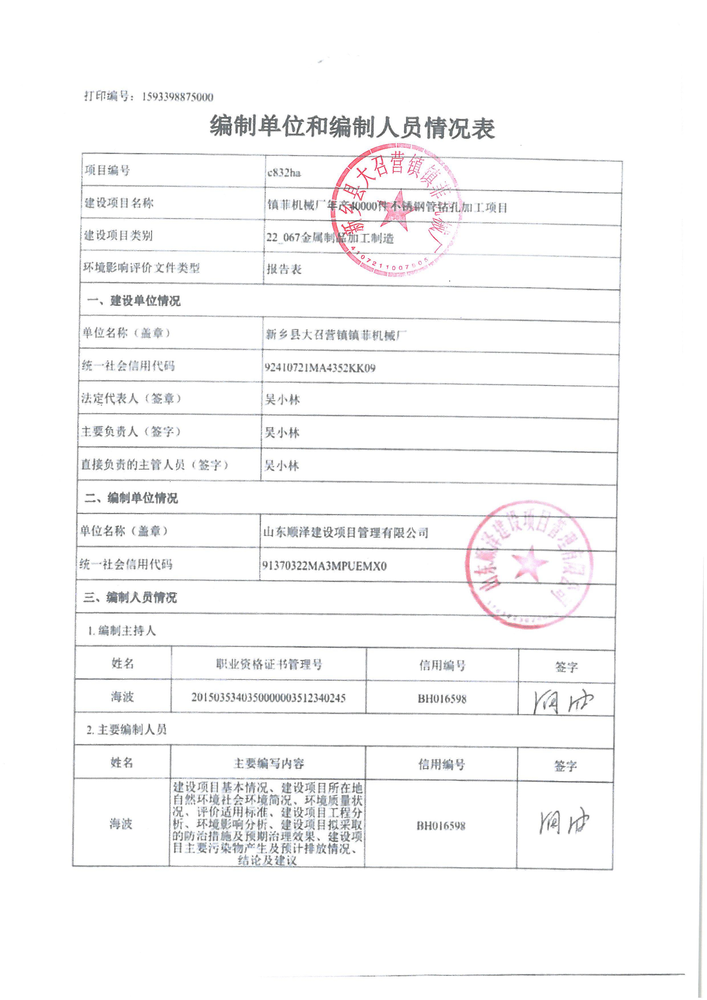 打印编号：1593398875000
编制单位和编制人员情况表
项目编号 c832ha
建设项目名称 镇菲机械厂年产40000件不锈钢管钻孔加工项目
建设项目类别 22_067金属制品加工制造
环境影响评价文件类型 报告表
新乡县大召营镇镇菲机械厂
一、建设单位情况
单位名称（盖章） 新乡县大召营镇镇菲机械厂
统一社会信用代码 92410721MA4352KK09
法定代表人（签章） 吴小林
主要负责人（签字） 吴小林
直接负责的主管人员（签字） 吴小林
二、编制单位情况
单位名称（盖章） 山东顺泽建设项目管理有限公司
统一社会信用代码 91370322MA3MPUEMX0
山东顺泽建设项目管理有限公司
三、编制人员情况
1. 编制主持人
姓名 职业资格证书管理号 信用编号 签字
海波 2015035340350000003512340245 BH016598 海波
2. 主要编制人员
姓名 主要编写内容 信用编号 签字
建设项目基本情况、建设项目所在地
自然环境社会环境简况、环境质量状
况、评价适用标准、建设项目工程分
海波 析、环境影响分析、建设项目拟采取 BH016598 海波
的防治措施及预期治理效果、建设项
目主要污染物产生及预计排放情况、
结论及建议